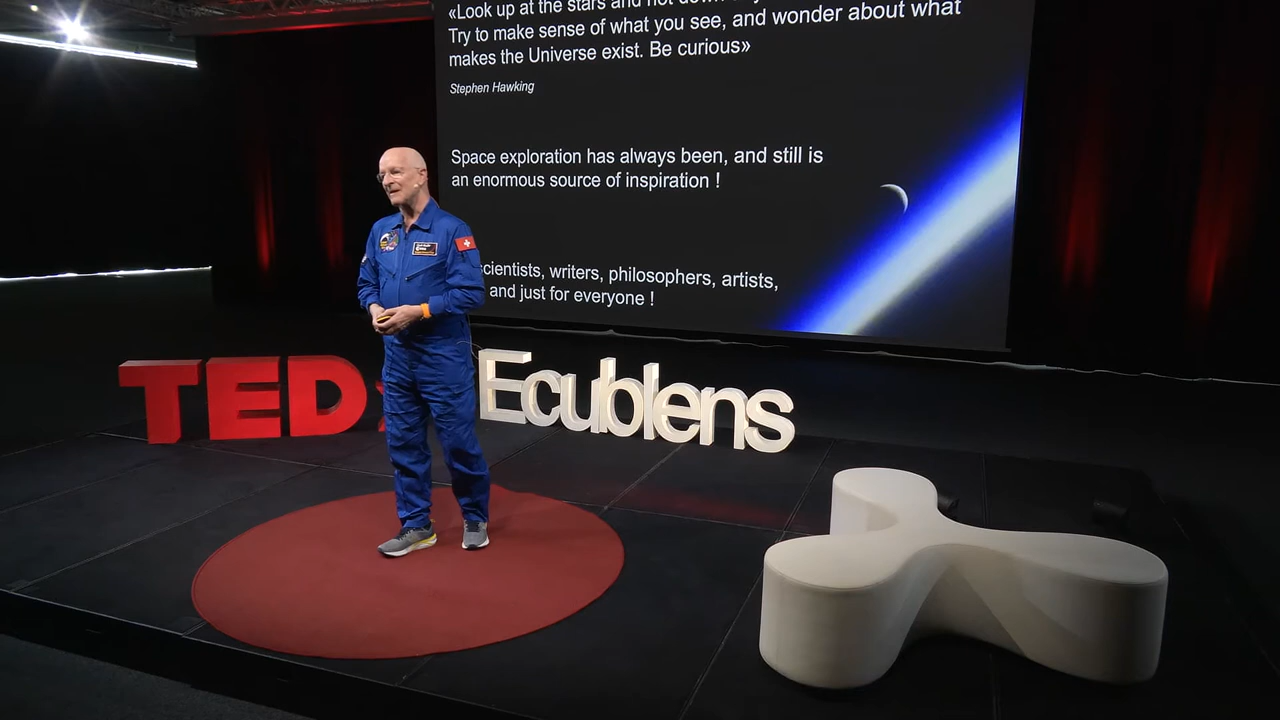 «Look up at the stars and not down
Try to make sense of what you see, and wonder about what
makes the Universe exist. Be curious»
Stephen Hawking
Space exploration has always been, and still is
an enormous source of inspiration !
scientists, writers, philosophers, artists,
and just for everyone !
TEDx Ecublens